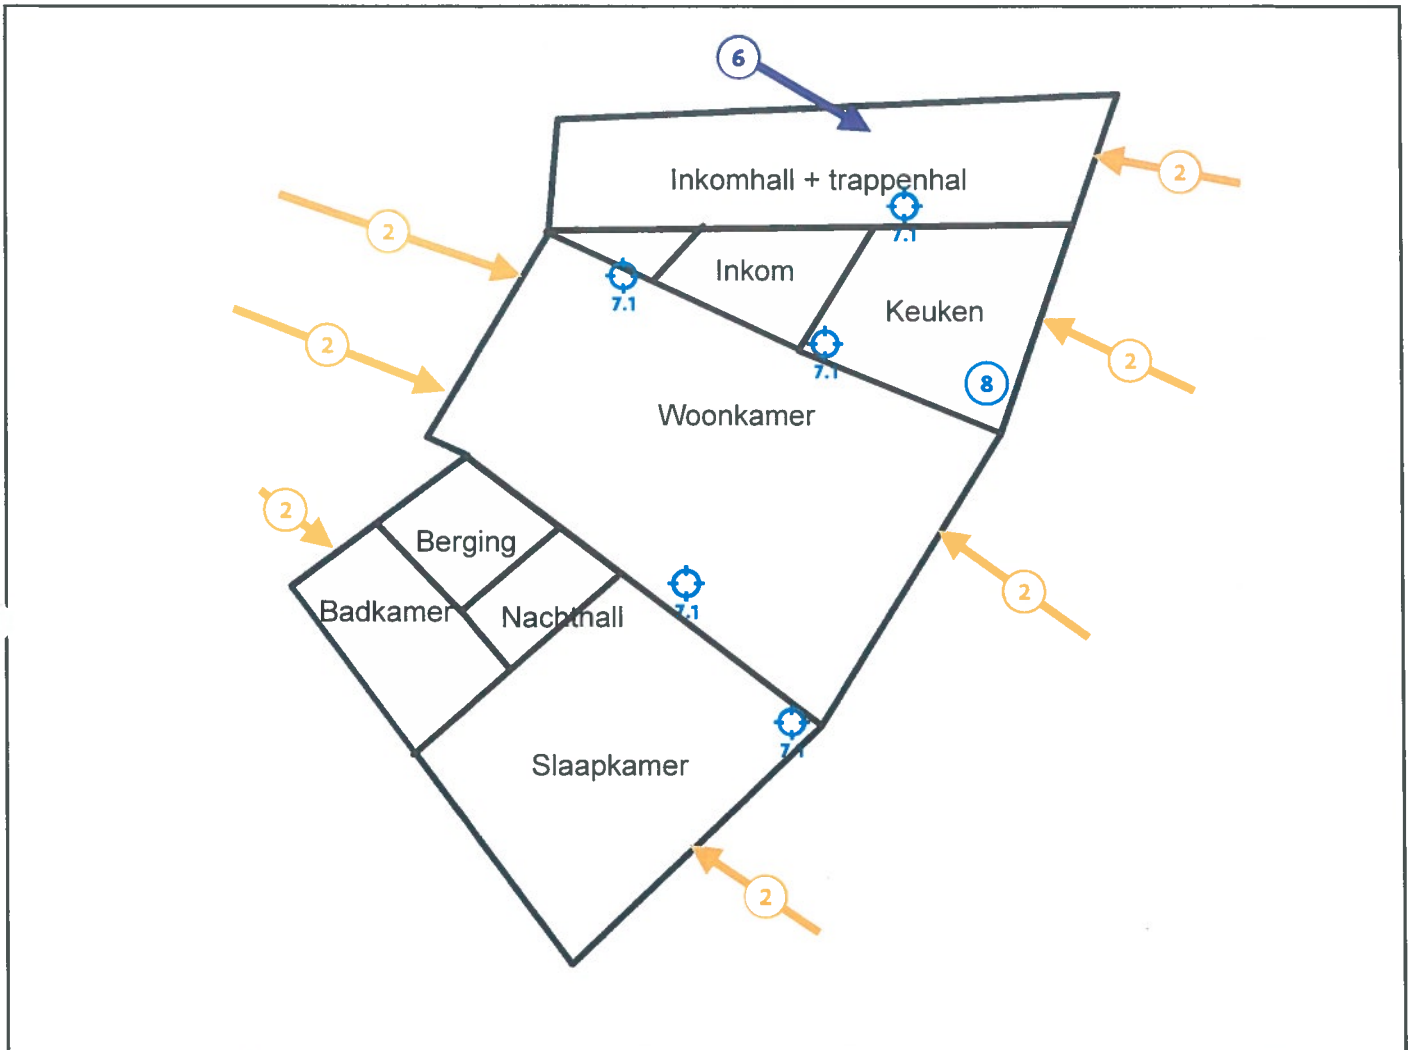 6
Inkomhall + trappenhal
2
7.1
2
Inkom
7.1
Keuken
2
7.1
2
8
Woonkamer
2
Berging
2
Badkamer
Nachthall
7.1
7.1
Slaapkamer
2